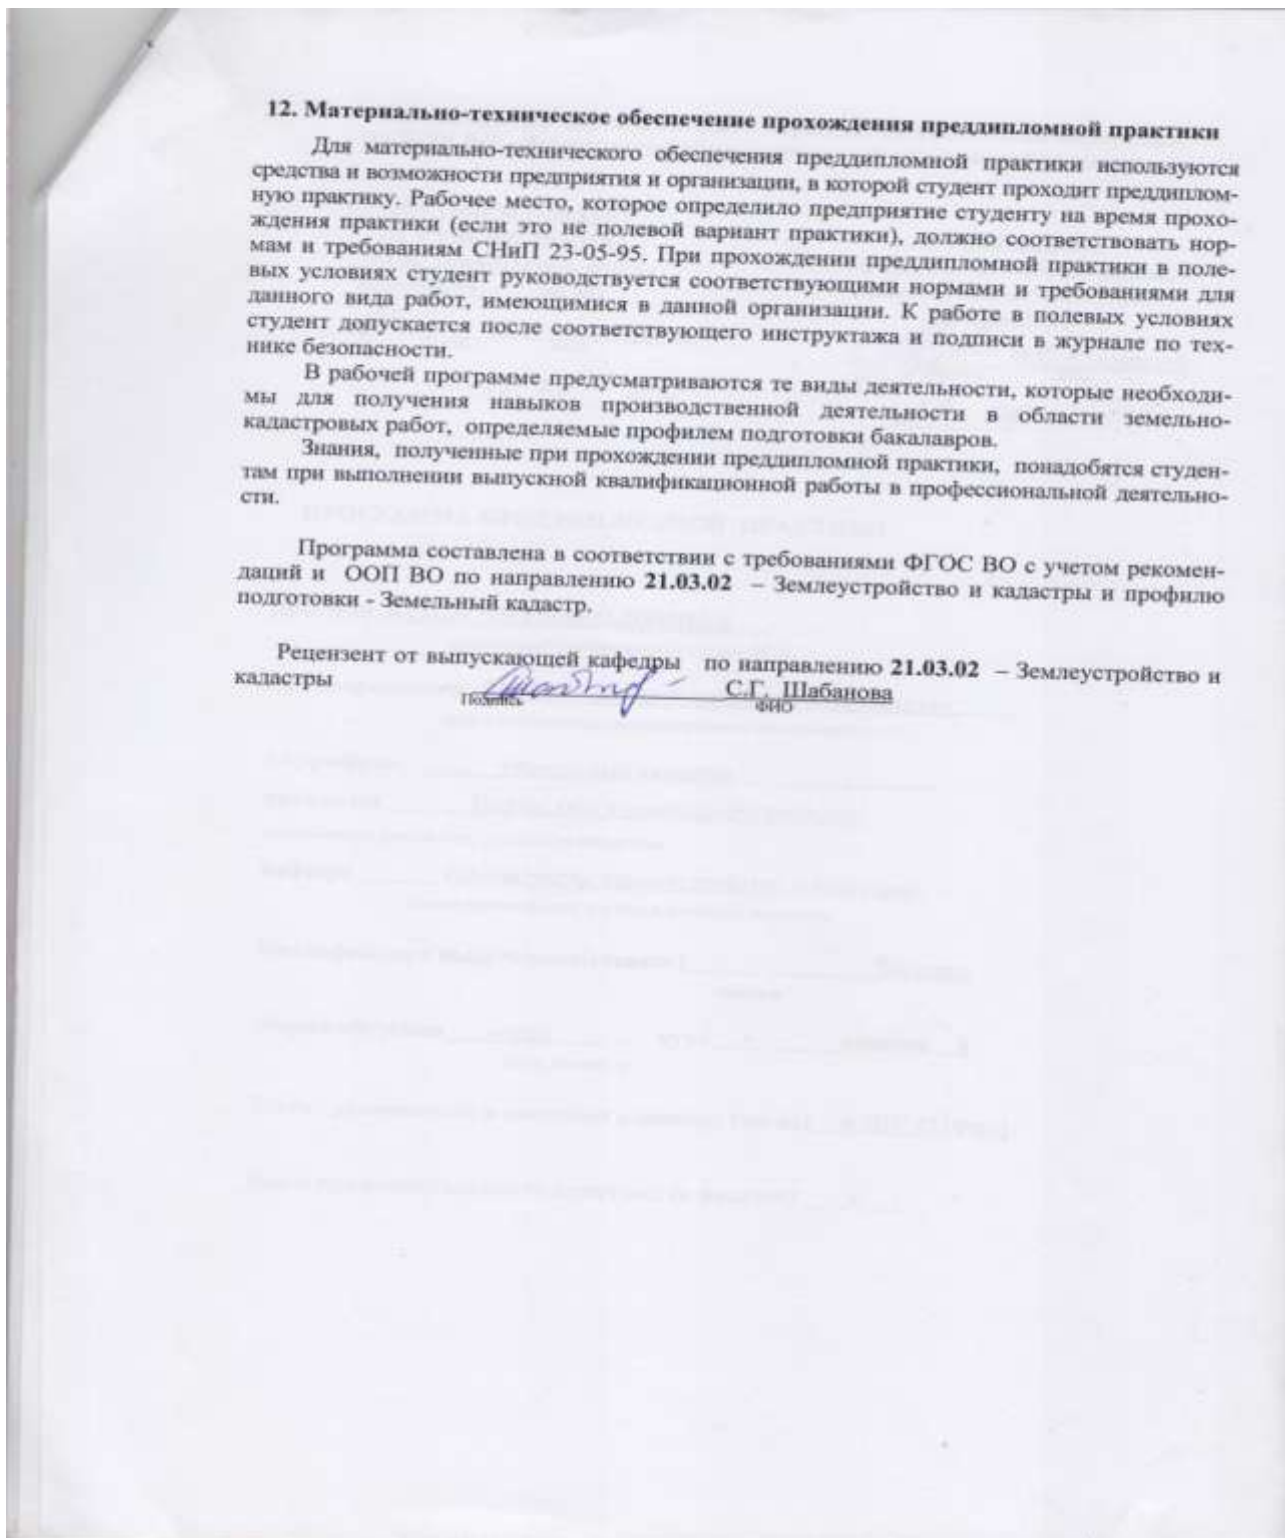 12. Материально-техническое обеспечение прохождения преддипломной практики
Для материально-технического обеспечения преддипломной практики используются
средства и возможности предприятия и организации, в которой студент проходит преддиплом-
ную практику. Рабочее место, которое определило предприятие студенту на время прохо-
ждения практики (если это не полевой вариант практики), должно соответствовать нор-
мам и требованиям СНиП 23-05-95. При прохождении преддипломной практики в поле-
вых условиях студент руководствуется соответствующими нормами и требованиями для
данного вида работ, имеющимися в данной организации. К работе в полевых условиях
студент допускается после соответствующего инструктажа и подписи в журнале по тех-
нике безопасности.
В рабочей программе предусматриваются те виды деятельности, которые необходи-
мы для получения навыков производственной деятельности в области земельно-
кадастровых работ, определяемые профилем подготовки бакалавров.
Знания, полученные при прохождении преддипломной практики, понадобятся студен-
там при выполнении выпускной квалификационной работы в профессиональной деятельно-
сти.
Программа составлена в соответствии с требованиями ФГОС ВО с учетом рекомен-
даций и ООП ВО по направлению 21.03.02 – Землеустройство и кадастры и профилю
подготовки - Земельный кадастр.
Рецензент от выпускающей кафедры по направлению 21.03.02 – Землеустройство и
кадастры С.Г. Шабанова
Подпись ФИО